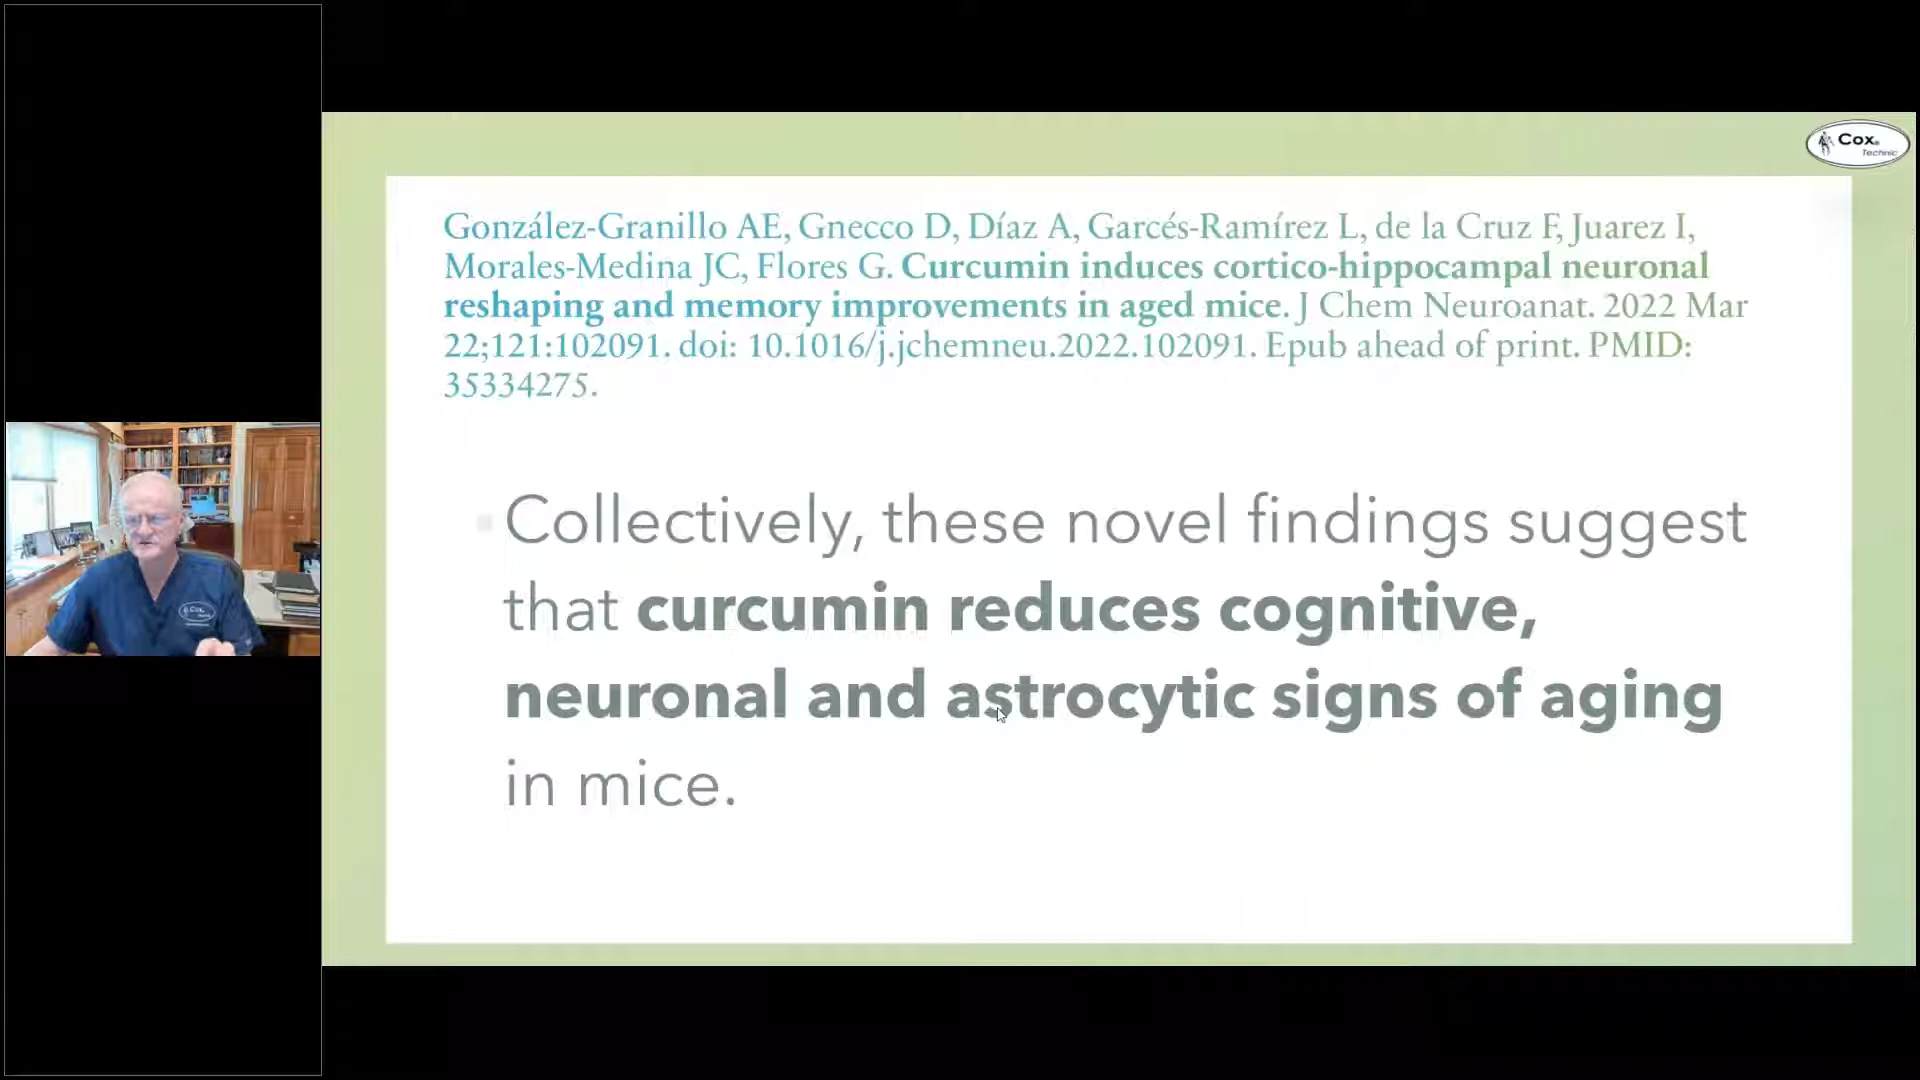 Cox®
Technic
González-Granillo AE, Gnecco D, Díaz A, Garcés-Ramírez L, de la Cruz F, Juarez I,
Morales-Medina JC, Flores G. Curcumin induces cortico-hippocampal neuronal
reshaping and memory improvements in aged mice. J Chem Neuroanat. 2022 Mar
22;121:102091. doi: 10.1016/j.jchemneu.2022.102091. Epub ahead of print. PMID:
35334275.
Collectively, these novel findings suggest
that curcumin reduces cognitive,
neuronal and astrocytic signs of aging
in mice.
Cox